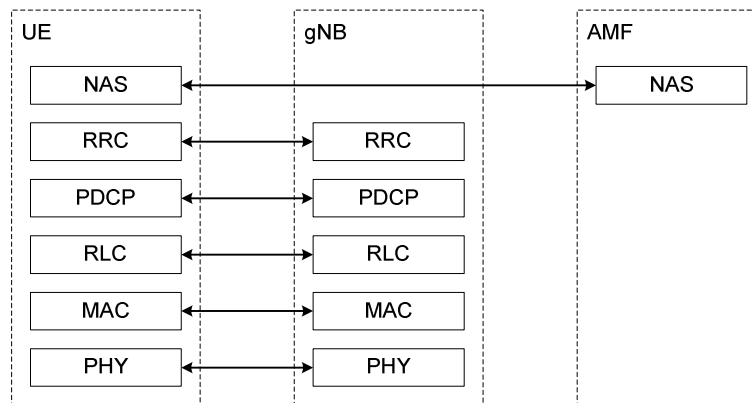 UE gNB AMF
NAS NAS
RRC RRC
PDCP PDCP
RLC RLC
MAC MAC
PHY PHY